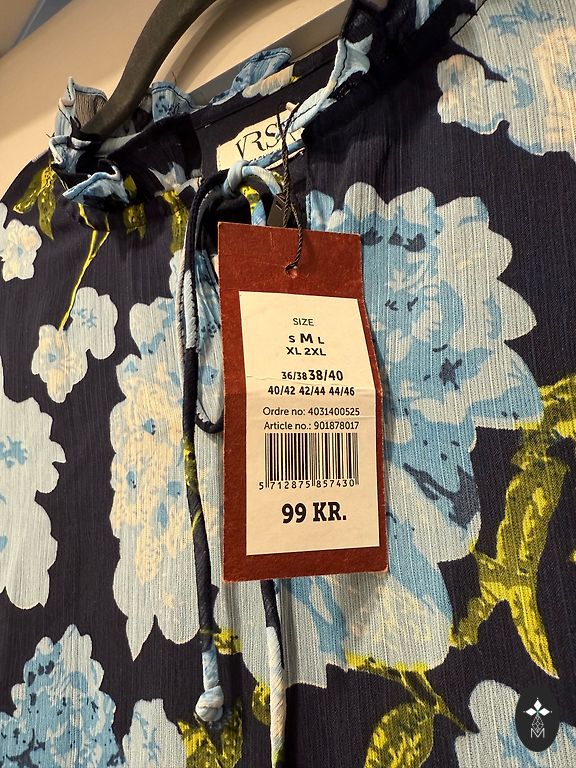 VRS
SIZE
S M L
XL 2XL
36/38 38/40
40/42 42/44 44/46
Ordre no: 4031400525
Article no.: 901878017
5 712875 857430
99 KR.